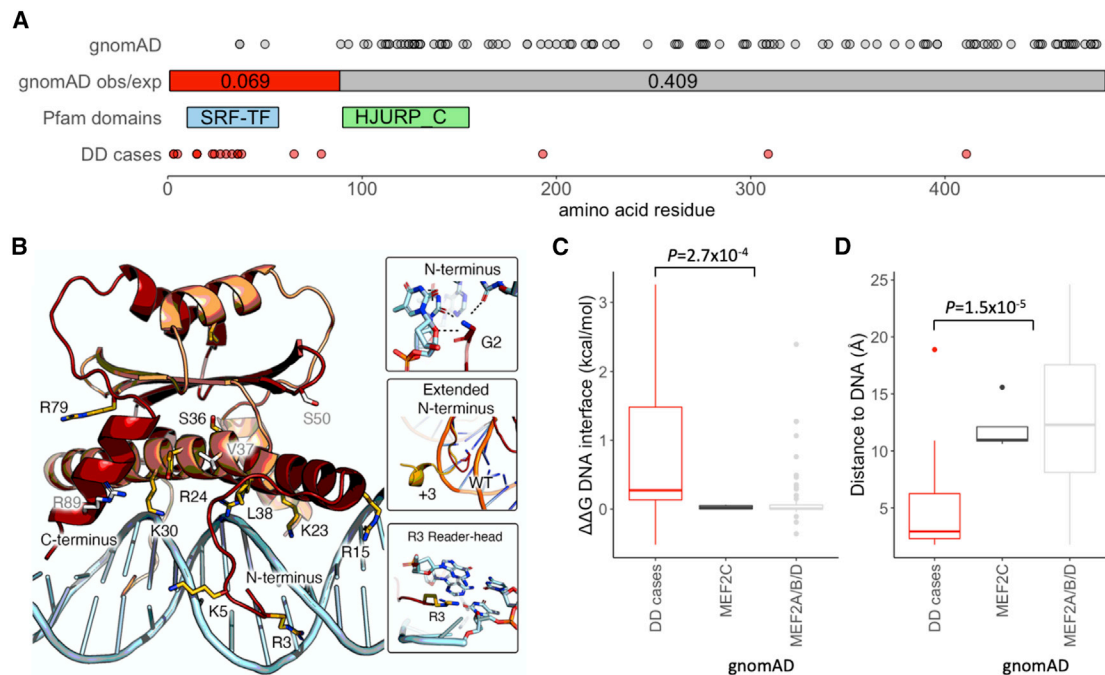 A
gnomAD
gnomAD obs/exp 0.069 0.409
Pfam domains SRF-TF HJURP_C
DD cases
0 100 200 300 400
amino acid residue
B
R79
S36
S50
V37
R89
R24
L38
K23
R15
C-terminus
K30
N-terminus
K5
R3
N-terminus
G2
Extended
N-terminus
WT
+3
R3 Reader-head
R3
C
P=2.7x10-4
ΔΔG DNA interface (kcal/mol)
3
2
1
0
DD cases
MEF2C
MEF2A/B/D
gnomAD
D
P=1.5x10-5
Distance to DNA (Å)
25
20
15
10
5
DD cases
MEF2C
MEF2A/B/D
gnomAD